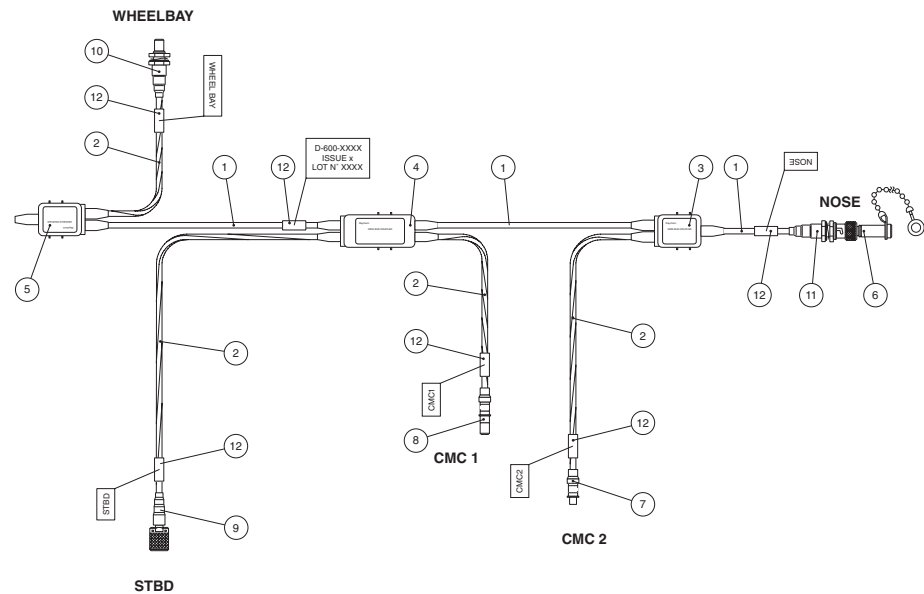 WHEELBAY
10
WHEEL BAY
12
2
D-600-XXXX
ISSUE x
LOT N° XXXX
1
12
4
1
3
1
NOSE
NOSE
5
2
2
12
11
6
2
12
CMC1
8
CMC 1
12
CMC2
7
CMC 2
12
STBD
9
STBD